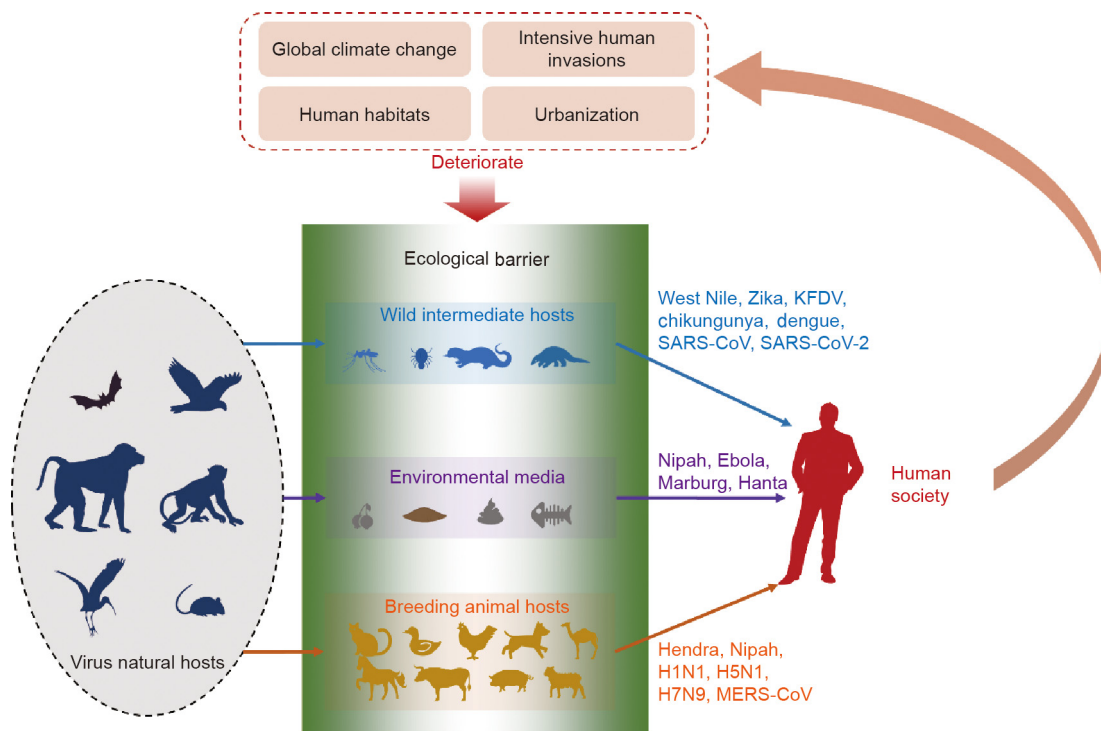 Global climate change
Intensive human
invasions
Human habitats
Urbanization
Deteriorate
Ecological barrier
Wild intermediate hosts
West Nile, Zika, KFDV,
chikungunya, dengue,
SARS-CoV, SARS-CoV-2
Environmental media
Nipah, Ebola,
Marburg, Hanta
Human
society
Breeding animal hosts
Hendra, Nipah,
H1N1, H5N1,
H7N9, MERS-CoV
Virus natural hosts